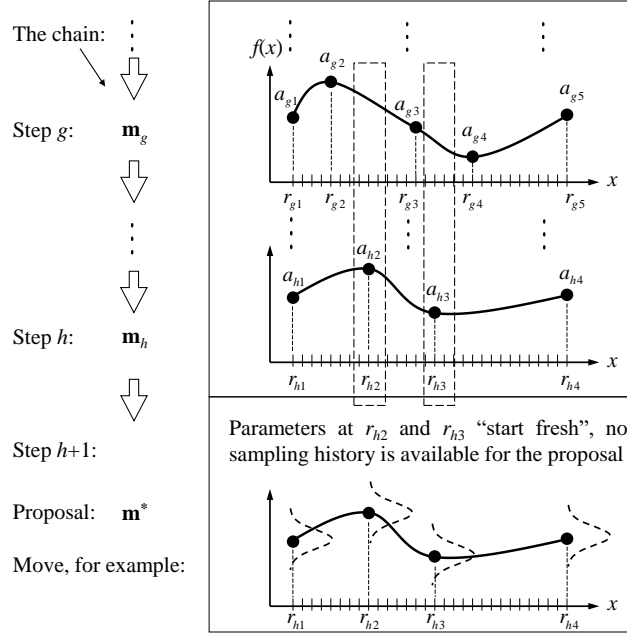 The chain:
f(x)
a_g1
a_g2
a_g3
a_g4
a_g5
Step g: m_g
r_g1 r_g2 r_g3 r_g4 r_g5 x
a_h1
a_h2
a_h3
a_h4
Step h: m_h
x
r_h1 r_h2 r_h3 r_h4
Parameters at r_h2 and r_h3 “start fresh”, no
sampling history is available for the proposal
Step h+1:
Proposal: m*
Move, for example:
x
r_h1 r_h2 r_h3 r_h4